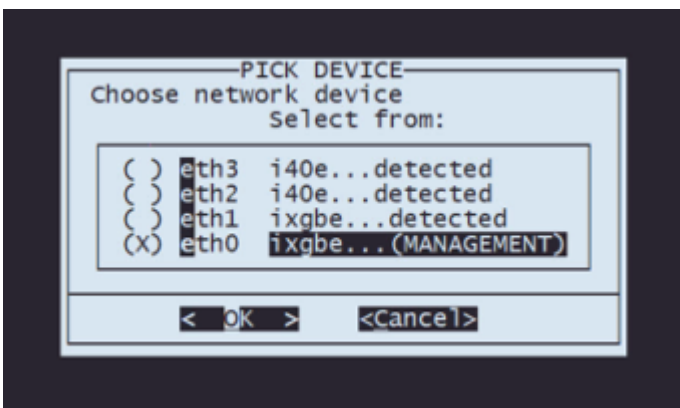 PICK DEVICE
Choose network device
Select from:
( ) eth3 i40e...detected
( ) eth2 i40e...detected
( ) eth1 ixgbe...detected
(X) eth0 ixgbe...(MANAGEMENT)
< OK > <Cancel>